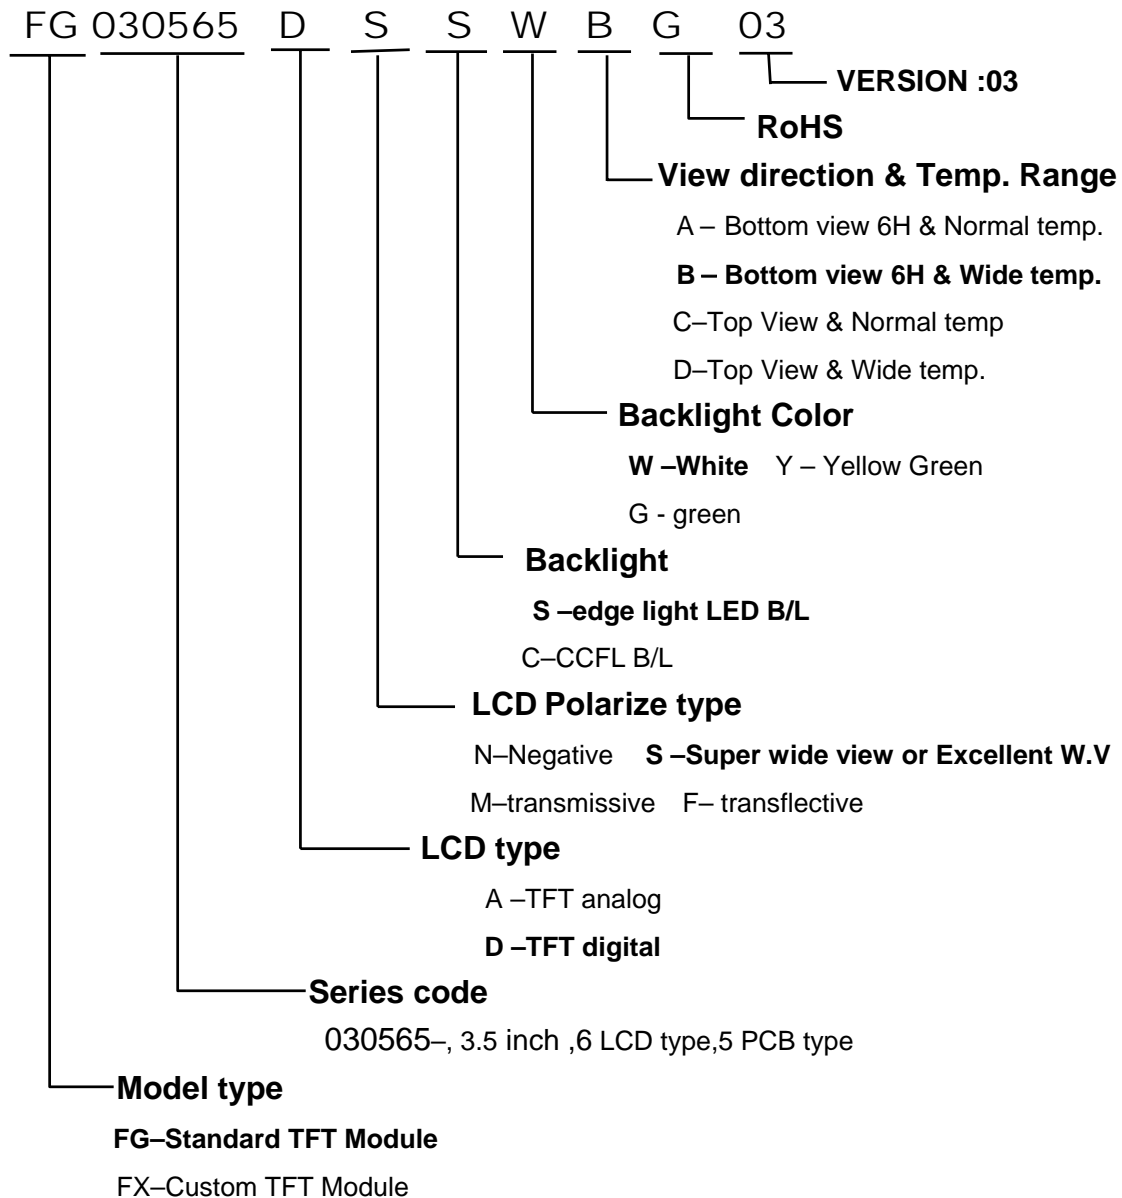 FG 030565 D S S W B G 03
VERSION :03
RoHS
View direction & Temp. Range
A – Bottom view 6H & Normal temp.
B – Bottom view 6H & Wide temp.
C–Top View & Normal temp
D–Top View & Wide temp.
Backlight Color
W –White Y – Yellow Green
G - green
Backlight
S –edge light LED B/L
C–CCFL B/L
LCD Polarize type
N–Negative S –Super wide view or Excellent W.V
M–transmissive F– transflective
LCD type
A –TFT analog
D –TFT digital
Series code
030565–, 3.5 inch ,6 LCD type,5 PCB type
Model type
FG–Standard TFT Module
FX–Custom TFT Module